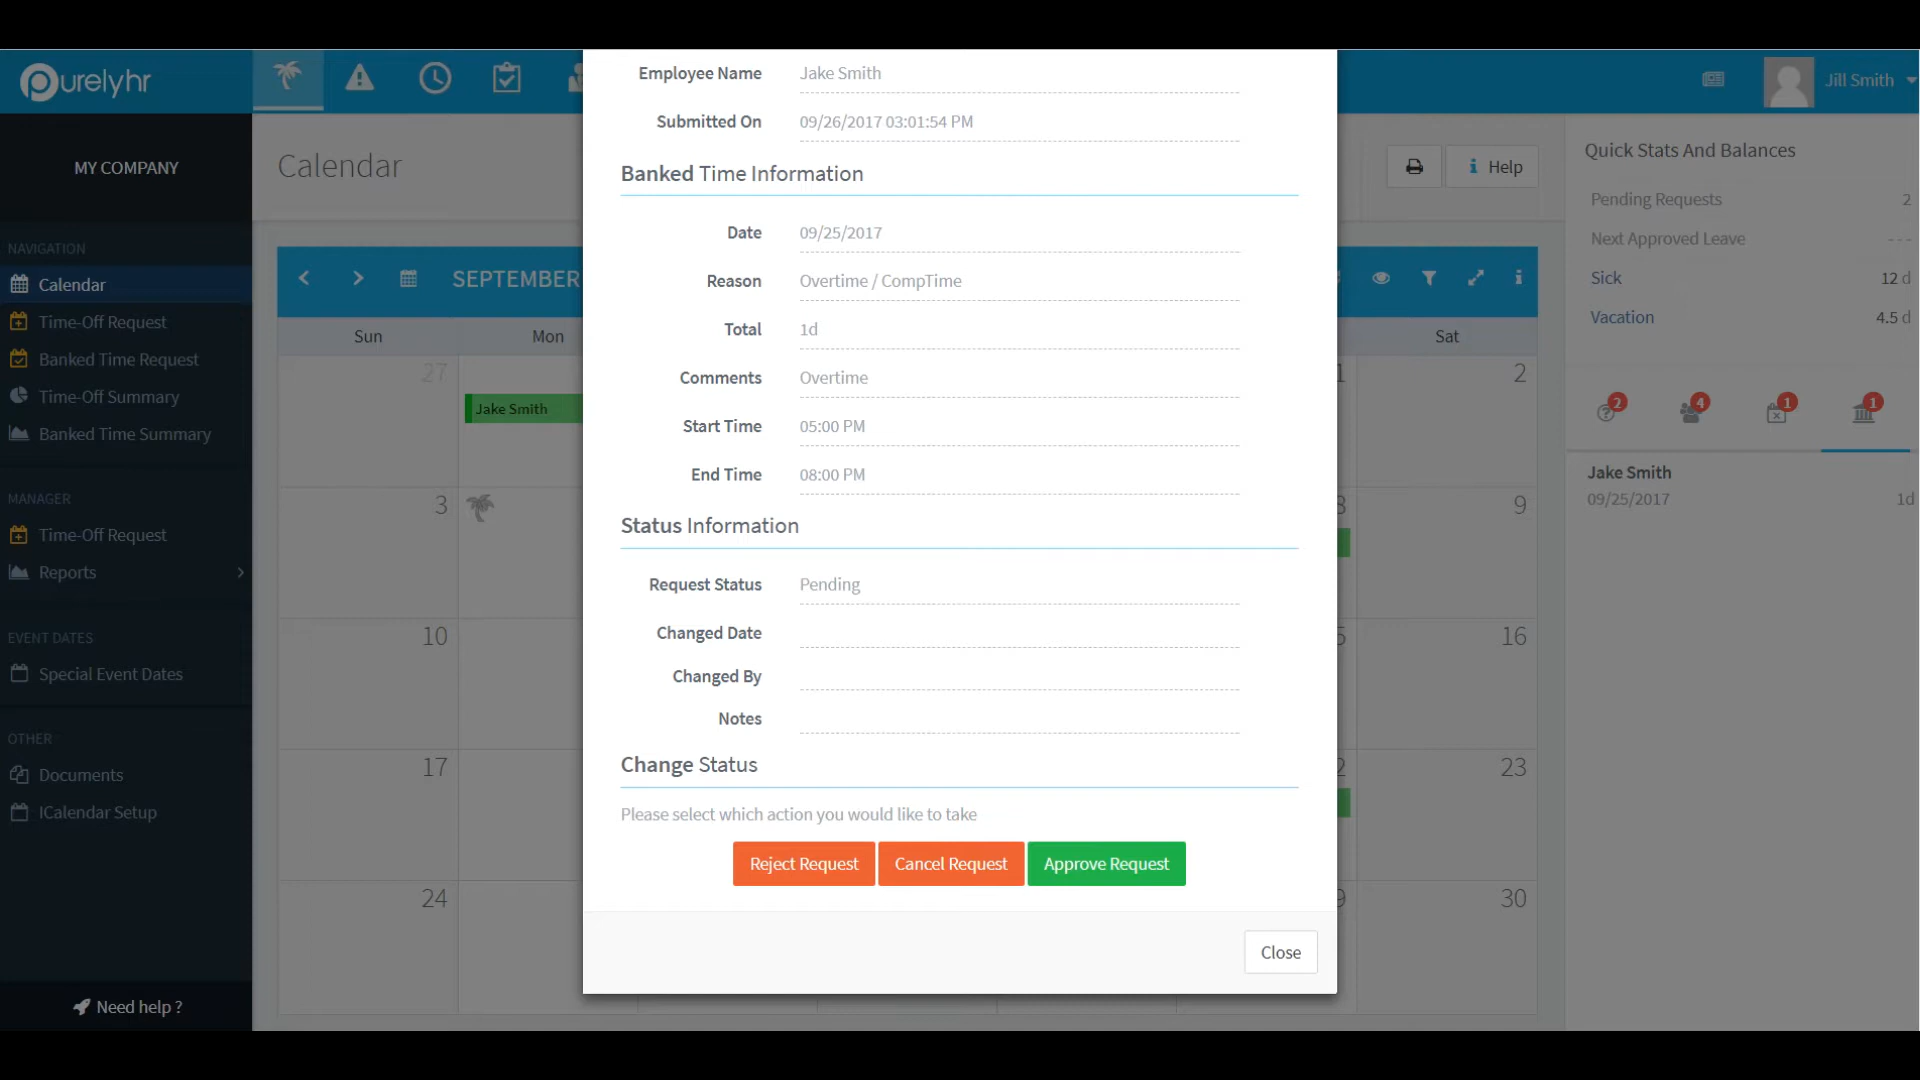 purelyhr
Jill Smith
MY COMPANY
NAVIGATION
Calendar
Time-Off Request
Banked Time Request
Time-Off Summary
Banked Time Summary
MANAGER
Time-Off Request
Reports
EVENT DATES
Special Event Dates
OTHER
Documents
ICalendar Setup
Need help ?
Calendar
Help
SEPTEMBER
Sun Mon Sat
27 1 2
Jake Smith
3 8 9
10 16
17 23
24 30
Employee Name Jake Smith
Submitted On 09/26/2017 03:01:54 PM
Banked Time Information
Date 09/25/2017
Reason Overtime / CompTime
Total 1d
Comments Overtime
Start Time 05:00 PM
End Time 08:00 PM
Status Information
Request Status Pending
Changed Date
Changed By
Notes
Change Status
Please select which action you would like to take
Reject Request Cancel Request Approve Request
Close
Quick Stats And Balances
Pending Requests 2
Next Approved Leave ---
Sick 12 d
Vacation 4.5 d
2 4 1 1
Jake Smith
09/25/2017 1d